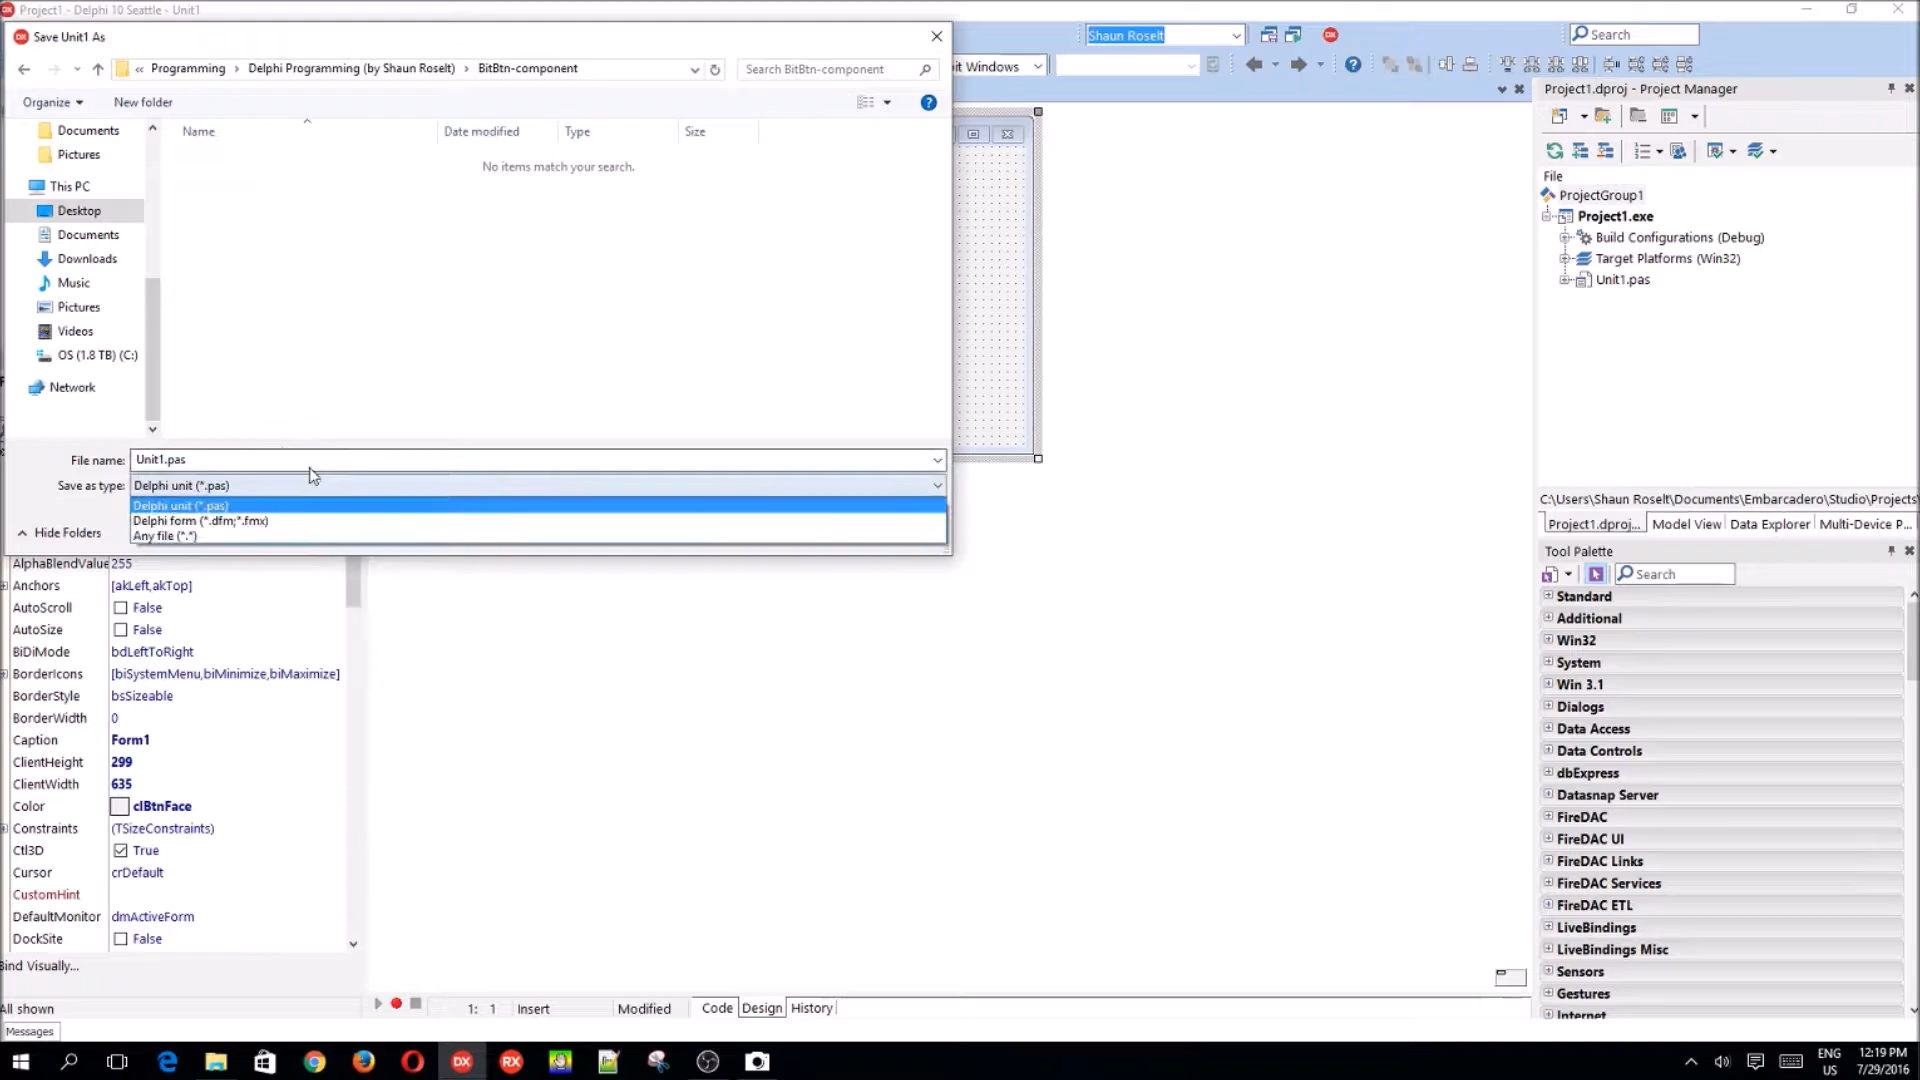 Project1 - Delphi 10 Seattle - Unit1
Save Unit1 As
Shaun Roselt
Search
« Programming > Delphi Programming (by Shaun Roselt) > BitBtn-component
Search BitBtn-component
Windows
Organize
New folder
Project1.dproj - Project Manager
Name
Date modified
Type
Size
No items match your search.
Documents
Pictures
This PC
Desktop
Documents
Downloads
Music
Pictures
Videos
OS (1.8 TB) (C:)
Network
File
ProjectGroup1
Project1.exe
Build Configurations (Debug)
Target Platforms (Win32)
Unit1.pas
File name:
Unit1.pas
Save as type:
Delphi unit (*.pas)
Delphi unit (*.pas)
Delphi form (*.dfm;*.fmx)
Any file (*.*)
Hide Folders
C:\Users\Shaun Roselt\Documents\Embarcadero\Studio\Projects\
Project1.dproj...
Model View
Data Explorer
Multi-Device P...
Tool Palette
Search
AlphaBlendValue 255
Anchors [akLeft,akTop]
AutoScroll False
AutoSize False
BiDiMode bdLeftToRight
BorderIcons [biSystemMenu,biMinimize,biMaximize]
BorderStyle bsSizeable
BorderWidth 0
Caption Form1
ClientHeight 299
ClientWidth 635
Color clBtnFace
Constraints (TSizeConstraints)
Ctl3D True
Cursor crDefault
CustomHint
DefaultMonitor dmActiveForm
DockSite False
Bind Visually...
All shown
Standard
Additional
Win32
System
Win 3.1
Dialogs
Data Access
Data Controls
dbExpress
Datasnap Server
FireDAC
FireDAC UI
FireDAC Links
FireDAC Services
FireDAC ETL
LiveBindings
LiveBindings Misc
Sensors
Gestures
Internet
1: 1 Insert Modified Code Design History
Messages
DX
RX
ENG
US
12:19 PM
7/29/2016